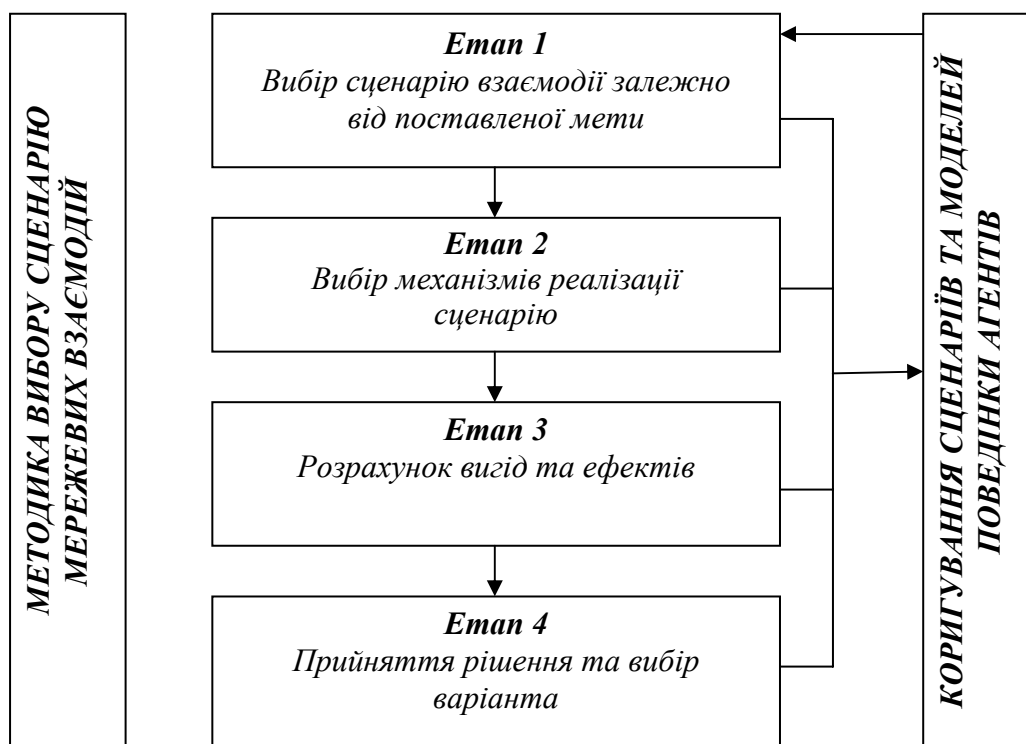 МЕТОДИКА ВИБОРУ СЦЕНАРІЮ
МЕРЕЖЕВИХ ВЗАЄМОДІЙ
Етап 1
Вибір сценарію взаємодії залежно
від поставленої мети
Етап 2
Вибір механізмів реалізації
сценарію
Етап 3
Розрахунок вигід та ефектів
Етап 4
Прийняття рішення та вибір
варіанта
КОРИГУВАННЯ СЦЕНАРІЇВ ТА МОДЕЛЕЙ
ПОВЕДІНКИ АГЕНТІВ